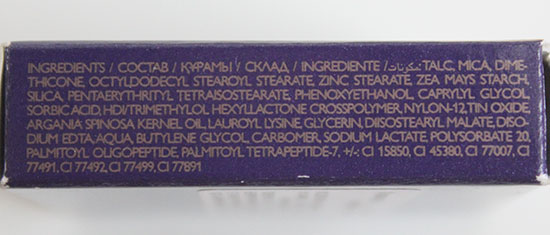 INGREDIENTS / СОСТАВ / ҚҰРАМЫ / СКЛАД / INGREDIENTE / مكونات: TALC, MICA, DIME-
THICONE, OCTYLDODECYL STEAROYL STEARATE, ZINC STEARATE, ZEA MAYS STARCH,
SILICA, PENTAERYTHRITYL TETRAISOSTEARATE, PHENOXYETHANOL, CAPRYLYL GLYCOL,
SORBIC ACID, HDI/TRIMETHYLOL HEXYLLACTONE CROSSPOLYMER, NYLON-12, TIN OXIDE,
ARGANIA SPINOSA KERNEL OIL, LAUROYL LYSINE, GLYCERIN, DIISOSTEARYL MALATE, DISO-
DIUM EDTA, AQUA, BUTYLENE GLYCOL, CARBOMER, SODIUM LACTATE, POLYSORBATE 20,
PALMITOYL OLIGOPEPTIDE, PALMITOYL TETRAPEPTIDE-7, +/-: CI 15850, CI 45380, CI 77007, CI
77491, CI 77492, CI 77499, CI 77891